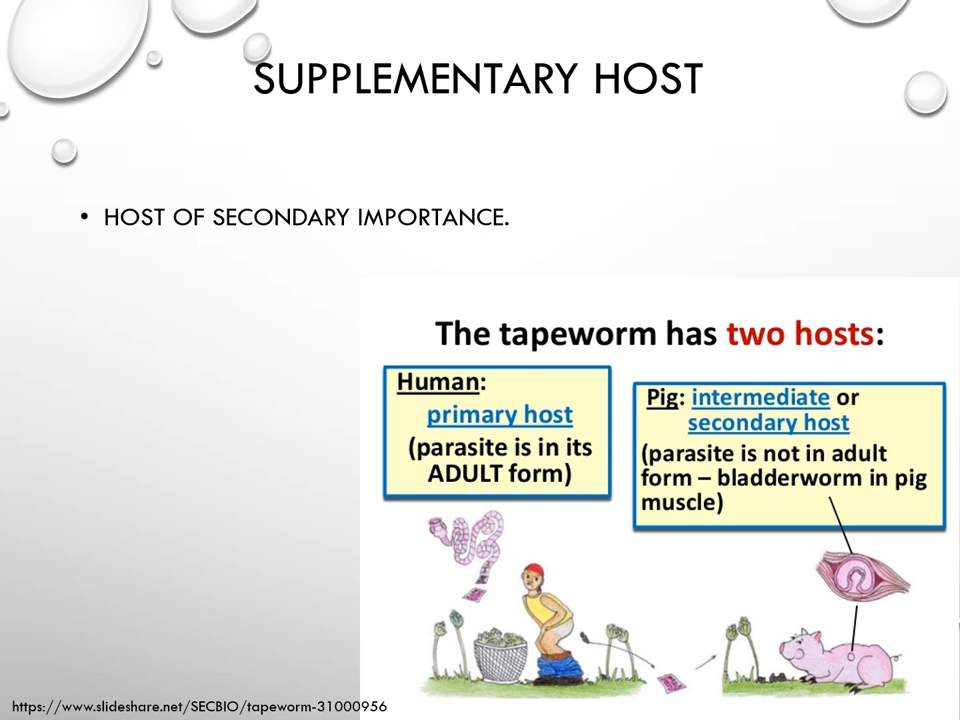 SUPPLEMENTARY HOST
• HOST OF SECONDARY IMPORTANCE.
The tapeworm has two hosts:
Human:
primary host
(parasite is in its
ADULT form)
Pig: intermediate or
secondary host
(parasite is not in adult
form – bladderworm in pig
muscle)
https://www.slideshare.net/SECBIO/tapeworm-31000956